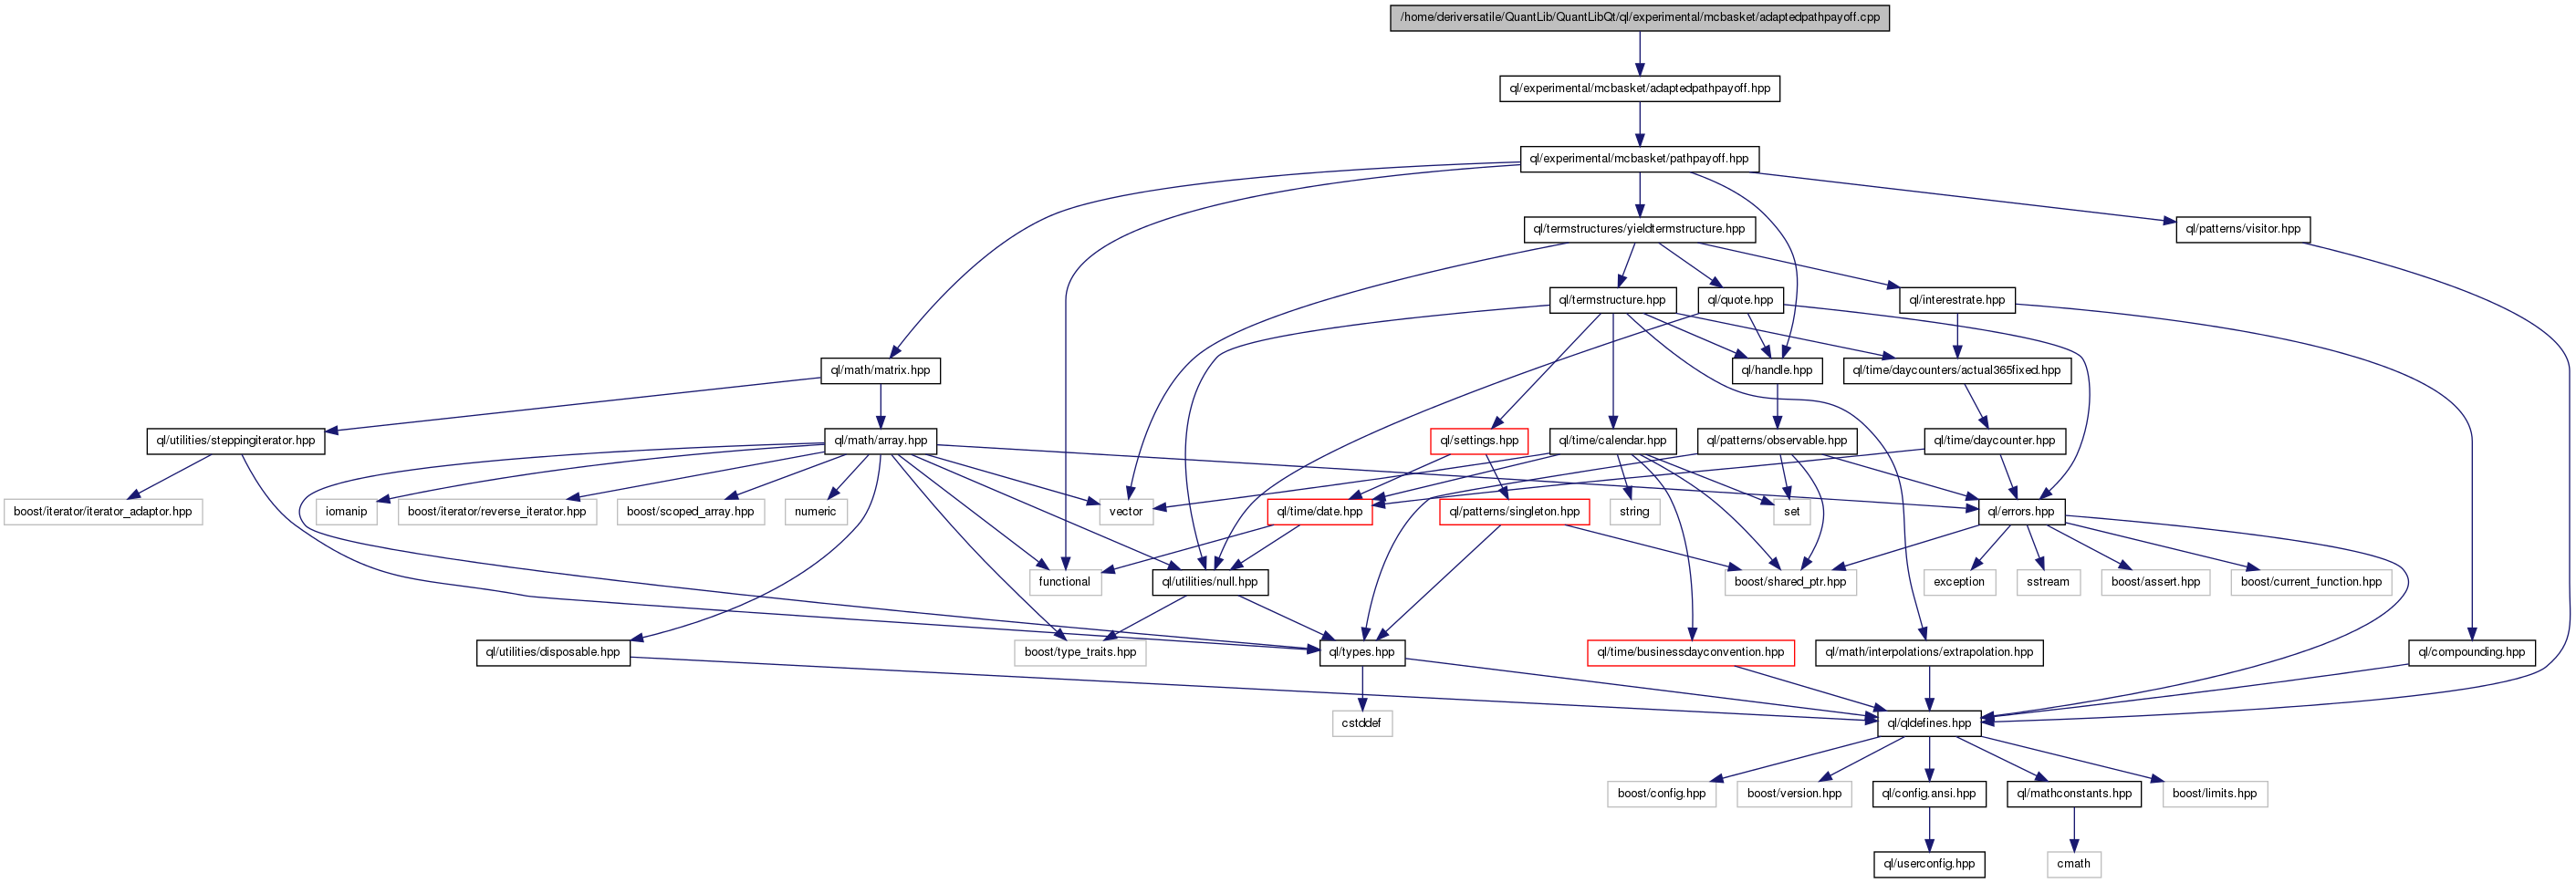 /home/deriversatile/QuantLib/QuantLibQt/ql/experimental/mcbasket/adaptedpathpayoff.cpp
ql/experimental/mcbasket/adaptedpathpayoff.hpp
ql/experimental/mcbasket/pathpayoff.hpp
ql/termstructures/yieldtermstructure.hpp
ql/patterns/visitor.hpp
ql/termstructure.hpp
ql/quote.hpp
ql/interestrate.hpp
ql/math/matrix.hpp
ql/handle.hpp
ql/time/daycounters/actual365fixed.hpp
ql/utilities/steppingiterator.hpp
ql/math/array.hpp
ql/settings.hpp
ql/time/calendar.hpp
ql/patterns/observable.hpp
ql/time/daycounter.hpp
boost/iterator/iterator_adaptor.hpp
iomanip
boost/iterator/reverse_iterator.hpp
boost/scoped_array.hpp
numeric
vector
ql/time/date.hpp
ql/patterns/singleton.hpp
string
set
ql/errors.hpp
functional
ql/utilities/null.hpp
boost/shared_ptr.hpp
exception
sstream
boost/assert.hpp
boost/current_function.hpp
ql/utilities/disposable.hpp
boost/type_traits.hpp
ql/types.hpp
ql/time/businessdayconvention.hpp
ql/math/interpolations/extrapolation.hpp
ql/compounding.hpp
cstddef
ql/qldefines.hpp
boost/config.hpp
boost/version.hpp
ql/config.ansi.hpp
ql/mathconstants.hpp
boost/limits.hpp
ql/userconfig.hpp
cmath